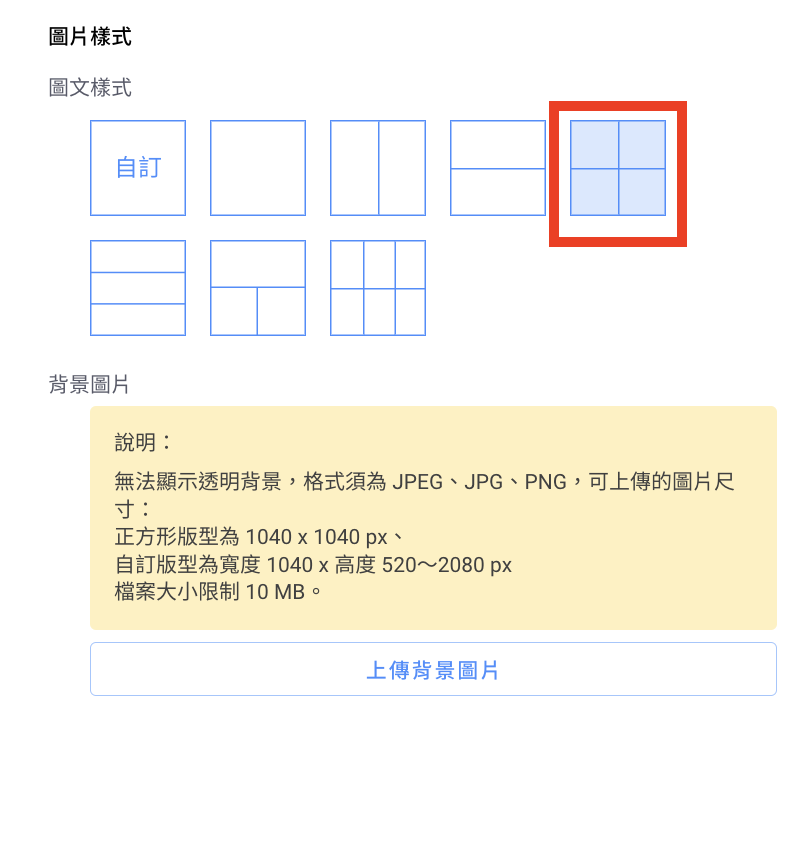 圖片樣式
圖文樣式
自訂
背景圖片
說明：
無法顯示透明背景，格式須為 JPEG、JPG、PNG，可上傳的圖片尺
寸：
正方形版型為 1040 x 1040 px、
自訂版型為寬度 1040 x 高度 520～2080 px
檔案大小限制 10 MB。
上傳背景圖片